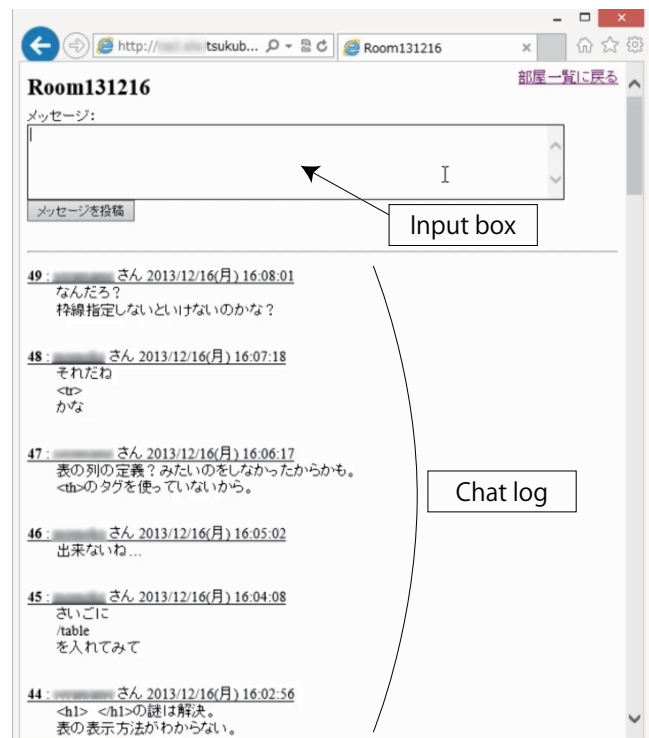 http://
tsukub...
Room131216
部屋一覧に戻る
Room131216
メッセージ:
メッセージを投稿
Input box
49 : さん 2013/12/16(月) 16:08:01
なんだろ?
枠線指定しないといけないのかな?
48 : さん 2013/12/16(月) 16:07:18
それだね
<tr>
かな
47 : さん 2013/12/16(月) 16:06:17
表の列の定義?みたいのをしなかったからかも。
<th>のタグを使っていないから。
Chat log
46 : さん 2013/12/16(月) 16:05:02
出来ないね...
45 : さん 2013/12/16(月) 16:04:08
さいごに
/table
を入れてみて
44 : さん 2013/12/16(月) 16:02:56
<h1> </h1>の謎は解決。
表の表示方法がわからない。